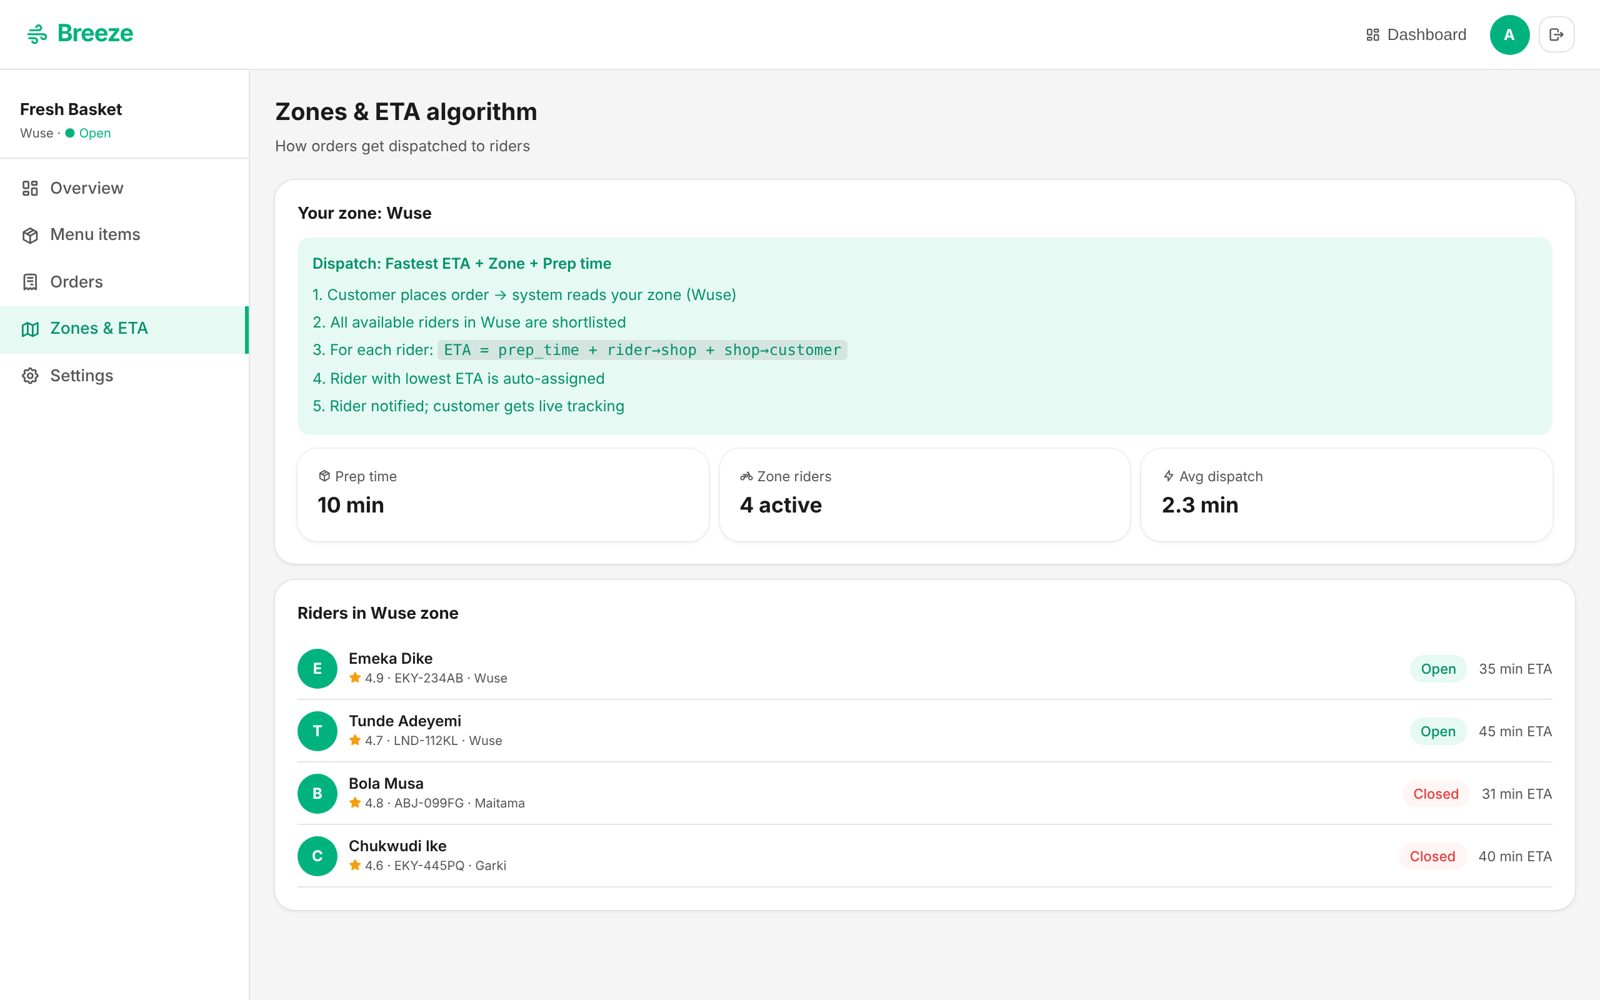 Breeze
Dashboard
A
Fresh Basket
Wuse · Open
Overview
Menu items
Orders
Zones & ETA
Settings
Zones & ETA algorithm
How orders get dispatched to riders
Your zone: Wuse
Dispatch: Fastest ETA + Zone + Prep time
1. Customer places order → system reads your zone (Wuse)
2. All available riders in Wuse are shortlisted
3. For each rider: ETA = prep_time + rider→shop + shop→customer
4. Rider with lowest ETA is auto-assigned
5. Rider notified; customer gets live tracking
Prep time
10 min
Zone riders
4 active
Avg dispatch
2.3 min
Riders in Wuse zone
E
Emeka Dike
4.9 · EKY-234AB · Wuse
Open 35 min ETA
T
Tunde Adeyemi
4.7 · LND-112KL · Wuse
Open 45 min ETA
B
Bola Musa
4.8 · ABJ-099FG · Maitama
Closed 31 min ETA
C
Chukwudi Ike
4.6 · EKY-445PQ · Garki
Closed 40 min ETA